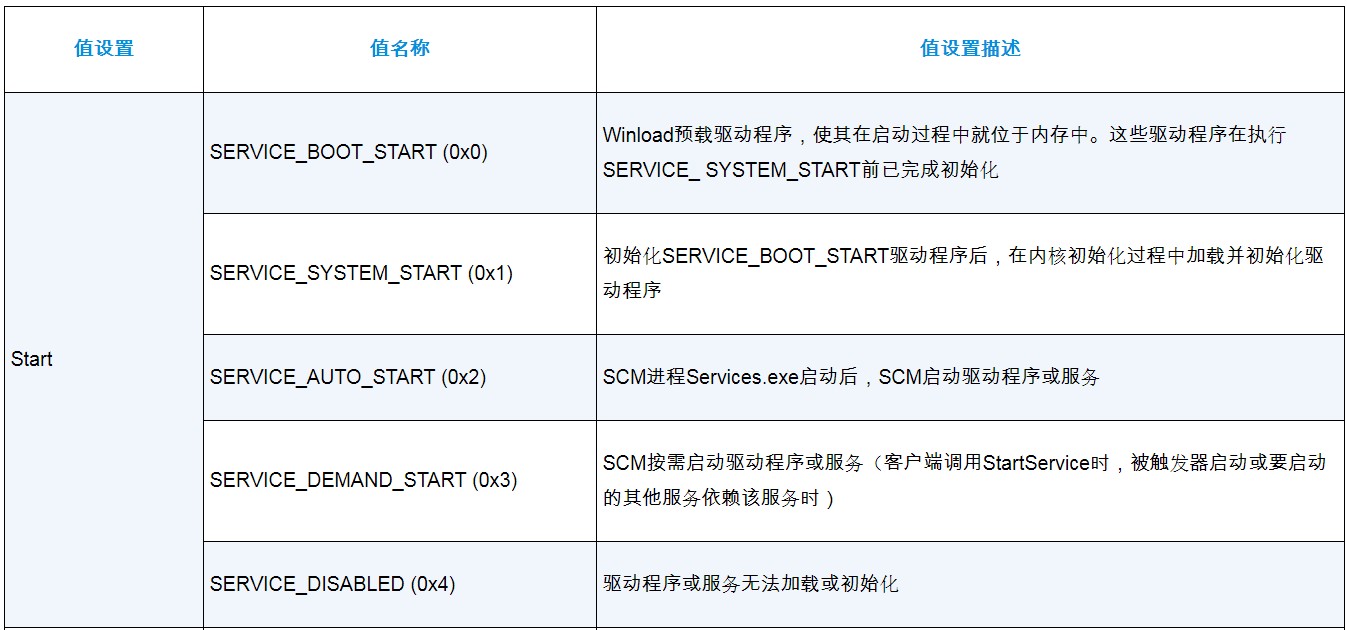 值设置
值名称
值设置描述
Start
SERVICE_BOOT_START (0x0)
Winload预载驱动程序，使其在启动过程中就位于内存中。这些驱动程序在执行
SERVICE_ SYSTEM_START前已完成初始化
SERVICE_SYSTEM_START (0x1)
初始化SERVICE_BOOT_START驱动程序后，在内核初始化过程中加载并初始化驱
动程序
SERVICE_AUTO_START (0x2)
SCM进程Services.exe启动后，SCM启动驱动程序或服务
SERVICE_DEMAND_START (0x3)
SCM按需启动驱动程序或服务（客户端调用StartService时，被触发器启动或要启动
的其他服务依赖该服务时）
SERVICE_DISABLED (0x4)
驱动程序或服务无法加载或初始化